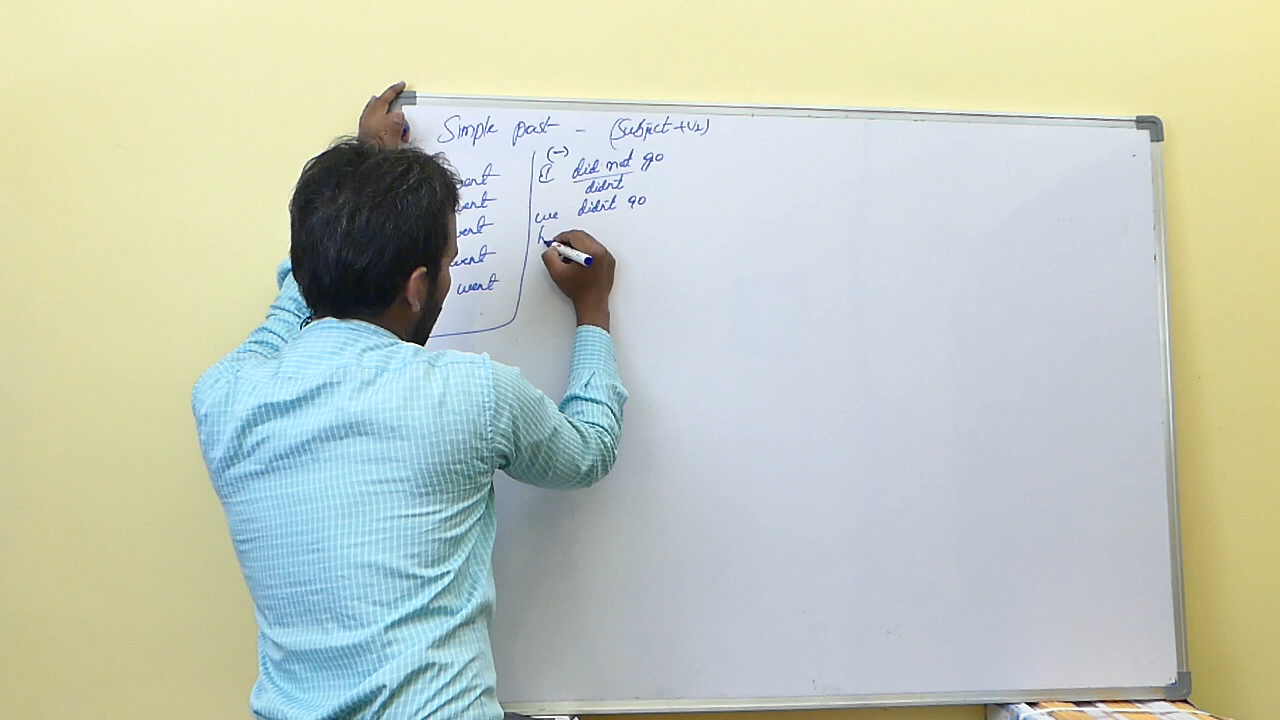 Simple past - (Subject + V2)
went
went
went
went
went
(-)
I did not go
didn't
we didn't go
h